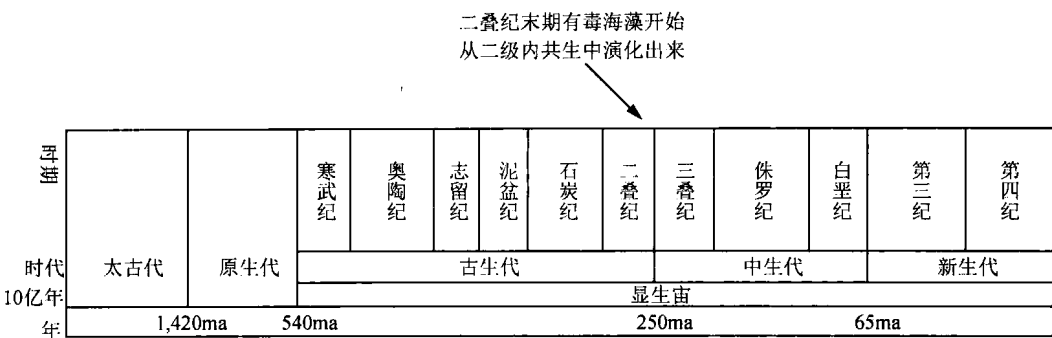 二叠纪末期有毒海藻开始
从二级内共生中演化出来
时期
寒武纪
奥陶纪
志留纪
泥盆纪
石炭纪
二叠纪
三叠纪
侏罗纪
白垩纪
第三纪
第四纪
时代 太古代 原生代 古生代 中生代 新生代
10亿年 显生宙
年 1,420ma 540ma 250ma 65ma